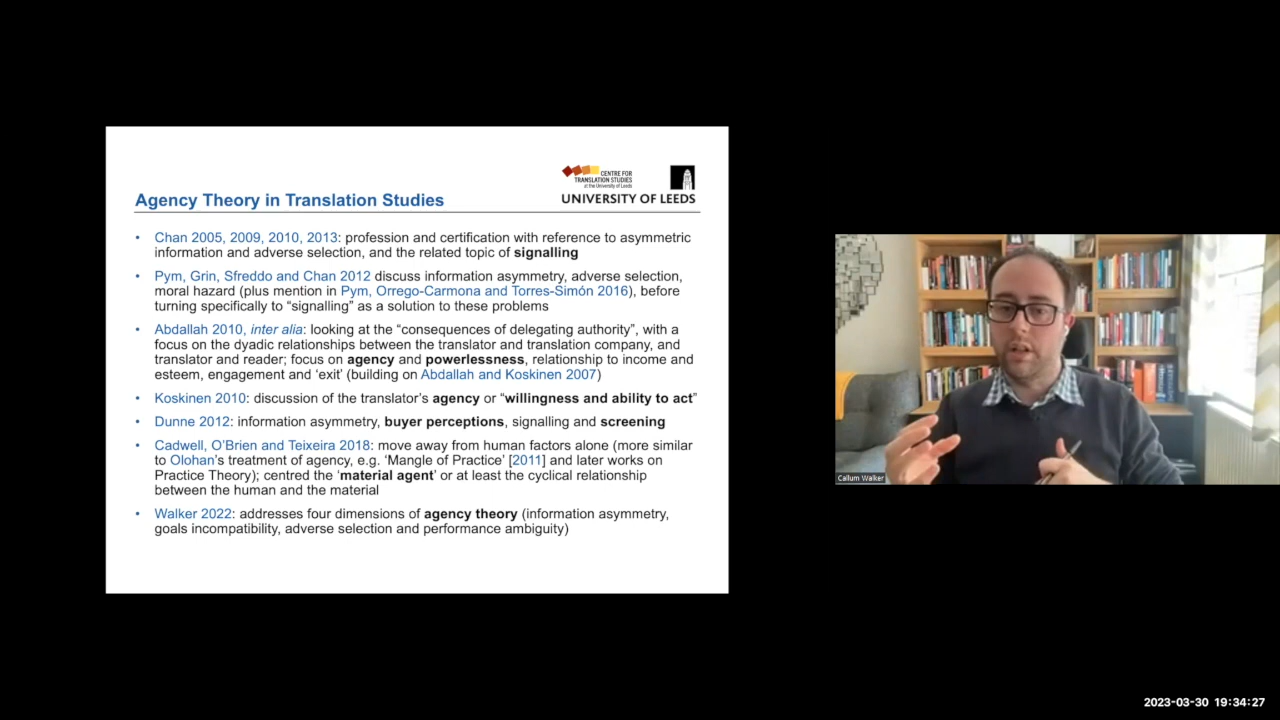 CENTRE FOR
TRANSLATION STUDIES
at the University of Leeds
UNIVERSITY OF LEEDS
Agency Theory in Translation Studies
• Chan 2005, 2009, 2010, 2013: profession and certification with reference to asymmetric
information and adverse selection, and the related topic of signalling
• Pym, Grin, Sfreddo and Chan 2012 discuss information asymmetry, adverse selection,
moral hazard (plus mention in Pym, Orrego-Carmona and Torres-Simón 2016), before
turning specifically to “signalling” as a solution to these problems
• Abdallah 2010, inter alia: looking at the “consequences of delegating authority”, with a
focus on the dyadic relationships between the translator and translation company, and
translator and reader; focus on agency and powerlessness, relationship to income and
esteem, engagement and ‘exit’ (building on Abdallah and Koskinen 2007)
• Koskinen 2010: discussion of the translator’s agency or “willingness and ability to act”
• Dunne 2012: information asymmetry, buyer perceptions, signalling and screening
• Cadwell, O’Brien and Teixeira 2018: move away from human factors alone (more similar
to Olohan’s treatment of agency, e.g. ‘Mangle of Practice’ [2011] and later works on
Practice Theory); centred the ‘material agent’ or at least the cyclical relationship
between the human and the material
• Walker 2022: addresses four dimensions of agency theory (information asymmetry,
goals incompatibility, adverse selection and performance ambiguity)
Callum Walker
2023-03-30 19:34:27